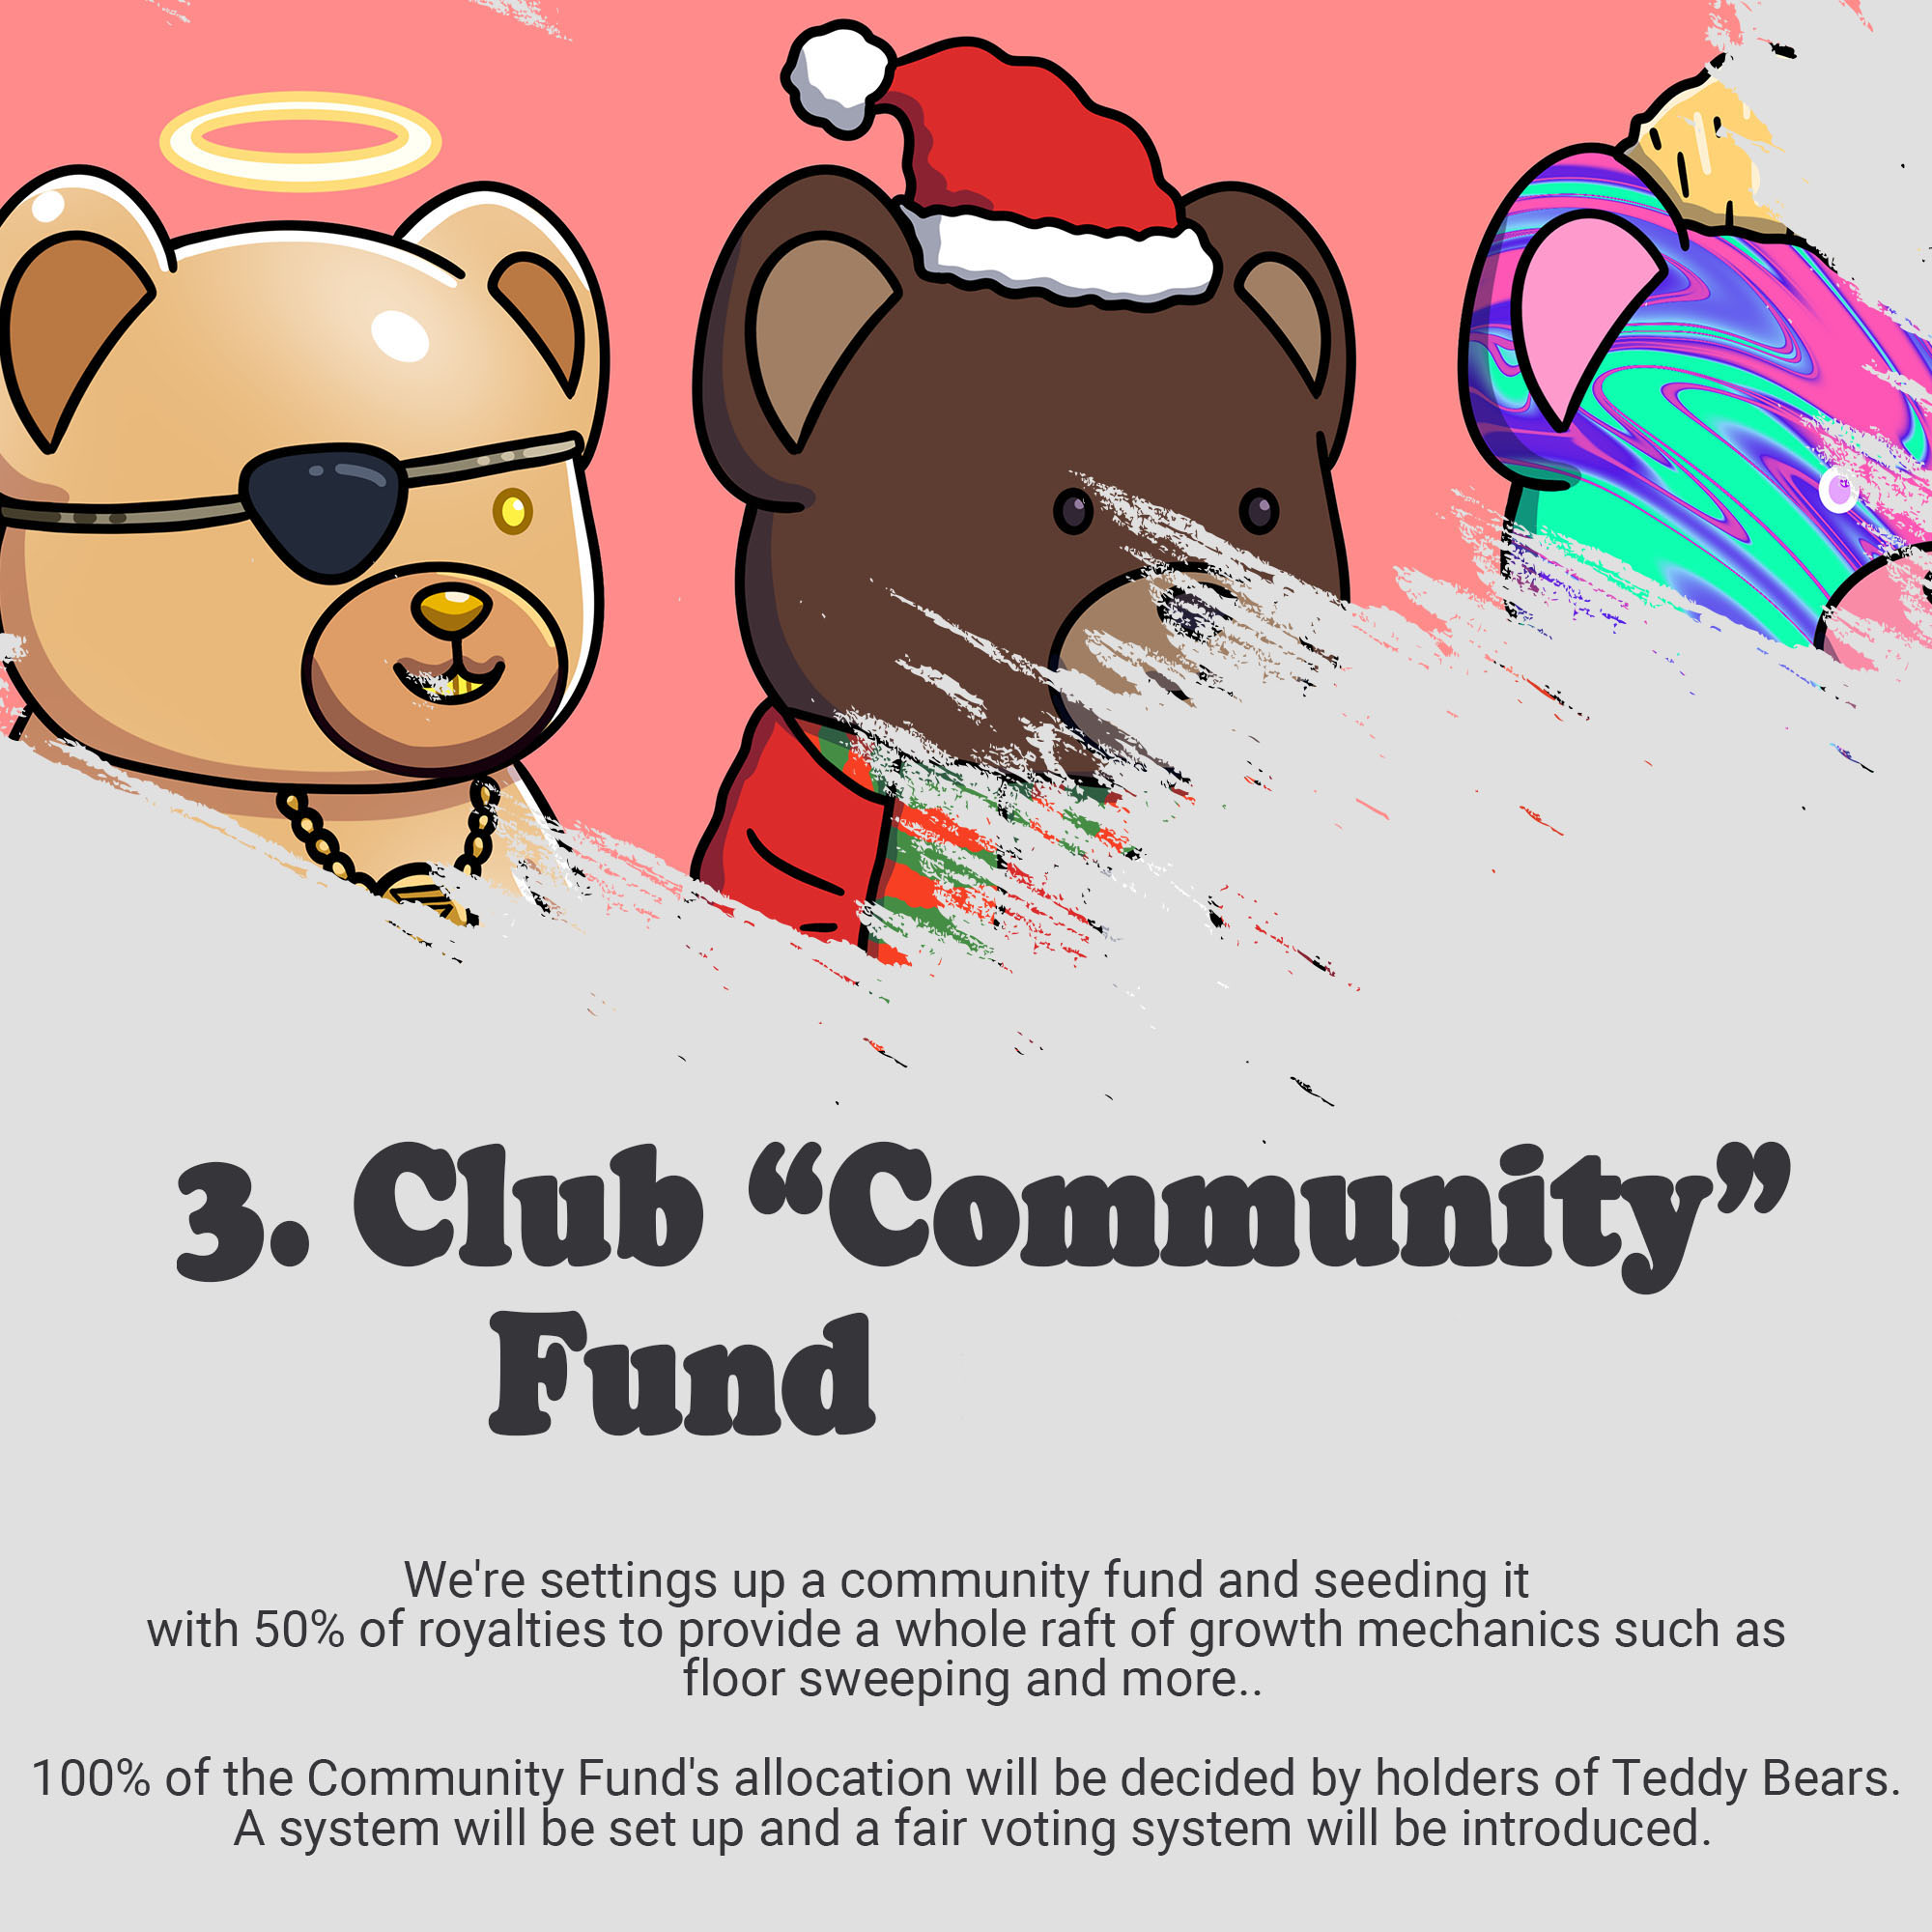 3. Club “Community”
Fund
We're settings up a community fund and seeding it
with 50% of royalties to provide a whole raft of growth mechanics such as
floor sweeping and more..
100% of the Community Fund's allocation will be decided by holders of Teddy Bears.
A system will be set up and a fair voting system will be introduced.